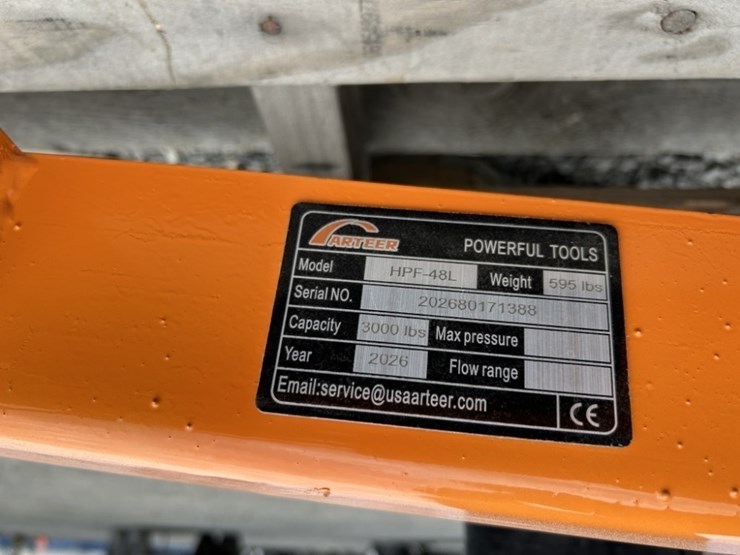 ARTEER POWERFUL TOOLS
Model HPF-48L Weight 595 lbs
Serial NO. 202680171388
Capacity 3000 lbs Max pressure
Year 2026 Flow range
Email:service@usaarteer.com CE